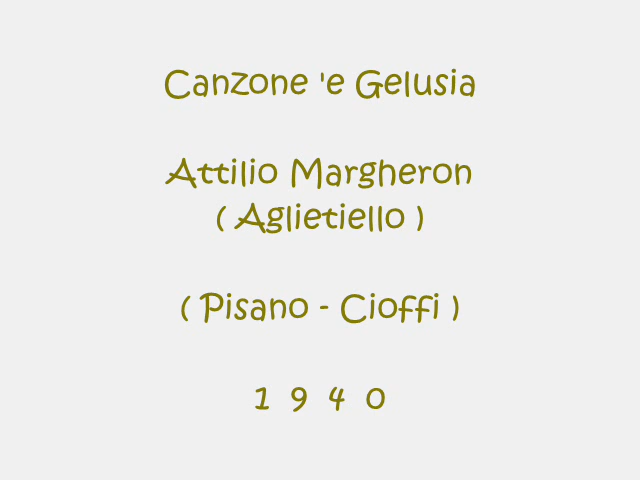 Canzone 'e Gelusia
Attilio Margheron
( Aglietiello )
( Pisano - Cioffi )
1 9 4 0